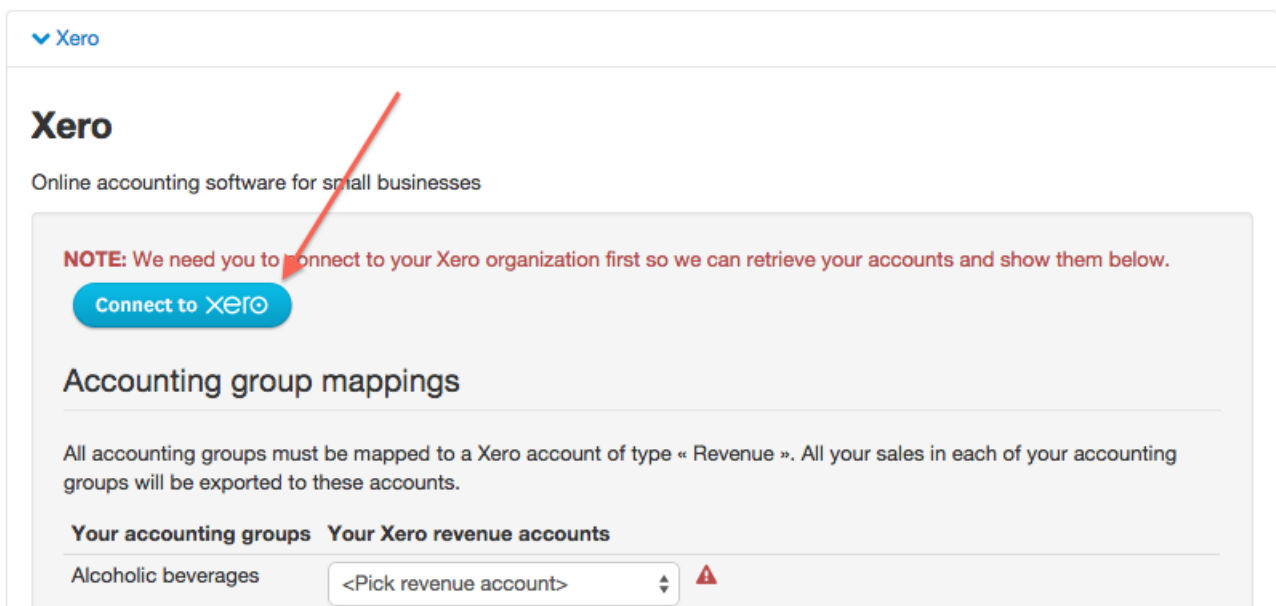 Xero
Xero
Online accounting software for small businesses
NOTE: We need you to connect to your Xero organization first so we can retrieve your accounts and show them below.
Connect to xero
Accounting group mappings
All accounting groups must be mapped to a Xero account of type « Revenue ». All your sales in each of your accounting
groups will be exported to these accounts.
Your accounting groups Your Xero revenue accounts
Alcoholic beverages <Pick revenue account>